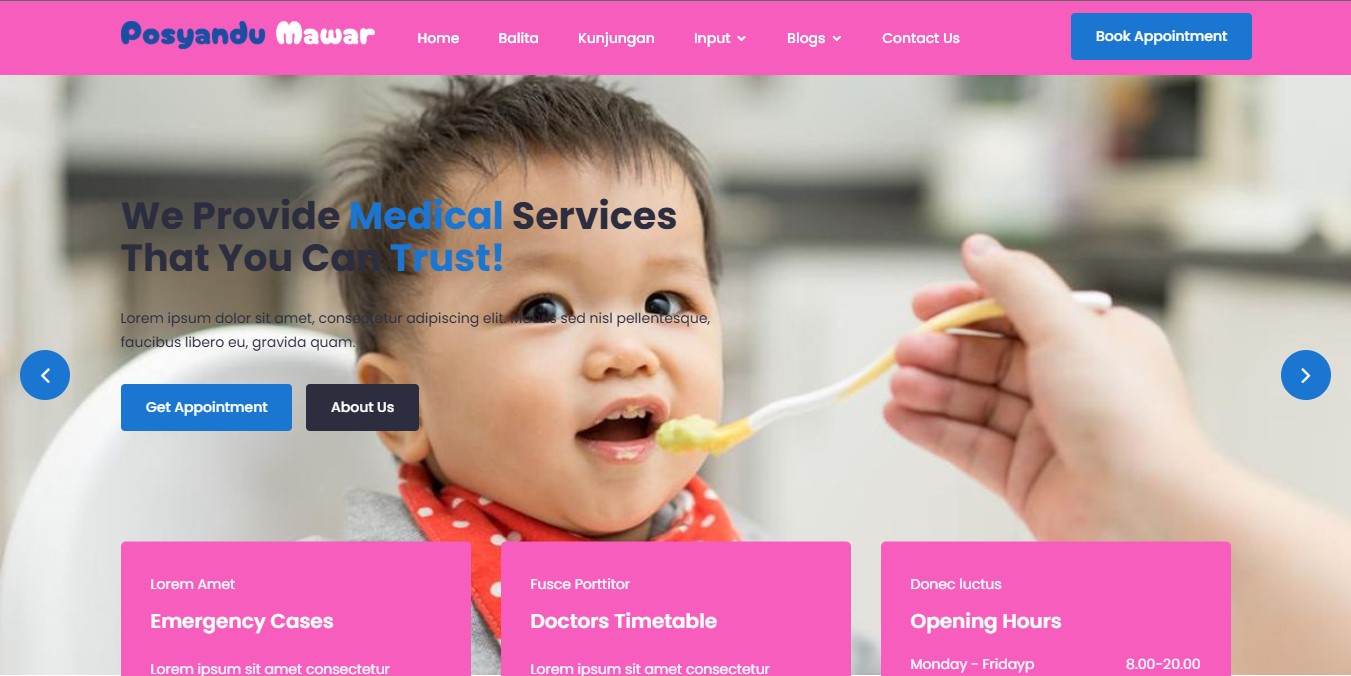 Posyandu Mawar
Home
Balita
Kunjungan
Input
Blogs
Contact Us
Book Appointment
We Provide Medical Services
That You Can Trust!
Lorem ipsum dolor sit amet, consectetur adipiscing elit. Mauris sed nisl pellentesque,
faucibus libero eu, gravida quam.
Get Appointment
About Us
Lorem Amet
Emergency Cases
Lorem ipsum sit amet consectetur
Fusce Porttitor
Doctors Timetable
Lorem ipsum sit amet consectetur
Donec luctus
Opening Hours
Monday - Fridayp 8.00-20.00